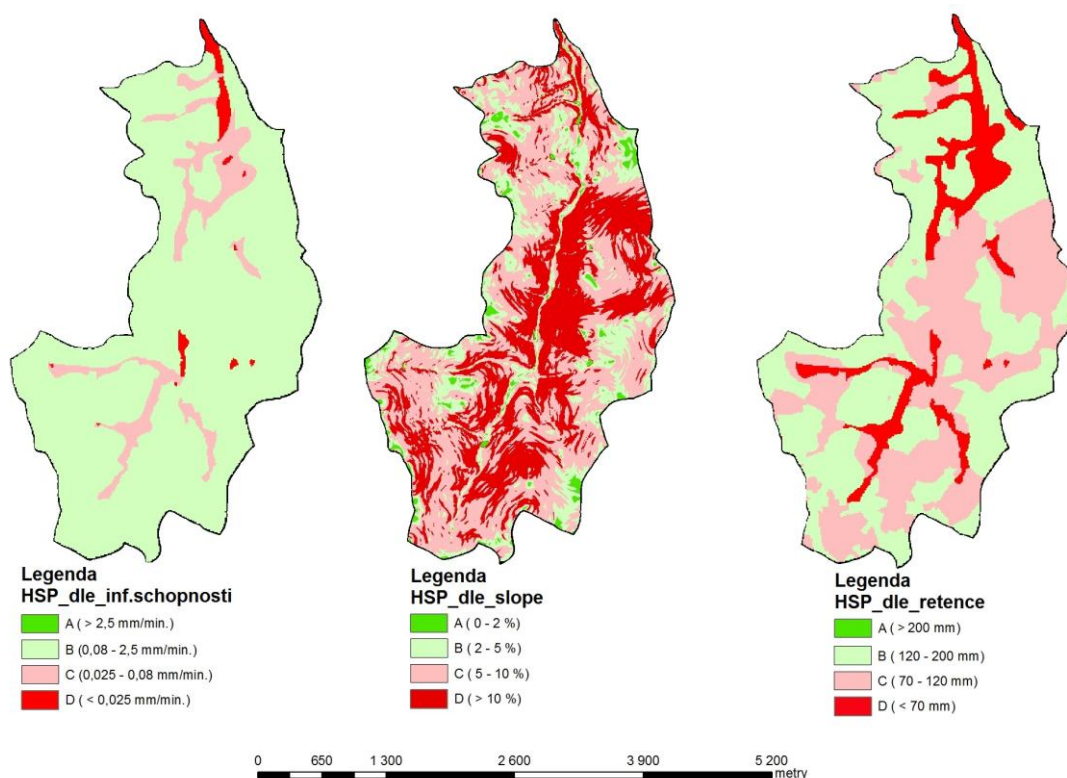 Legenda
HSP_dle_inf.schopnosti
A ( > 2,5 mm/min.)
B (0,08 - 2,5 mm/min.)
C (0,025 - 0,08 mm/min.)
D ( < 0,025 mm/min.)
Legenda
HSP_dle_slope
A ( 0 - 2 %)
B ( 2 - 5 %)
C ( 5 - 10 %)
D ( > 10 %)
Legenda
HSP_dle_retence
A ( > 200 mm )
B ( 120 - 200 mm )
C ( 70 - 120 mm )
D ( < 70 mm )
0 650 1 300 2 600 3 900 5 200
metry